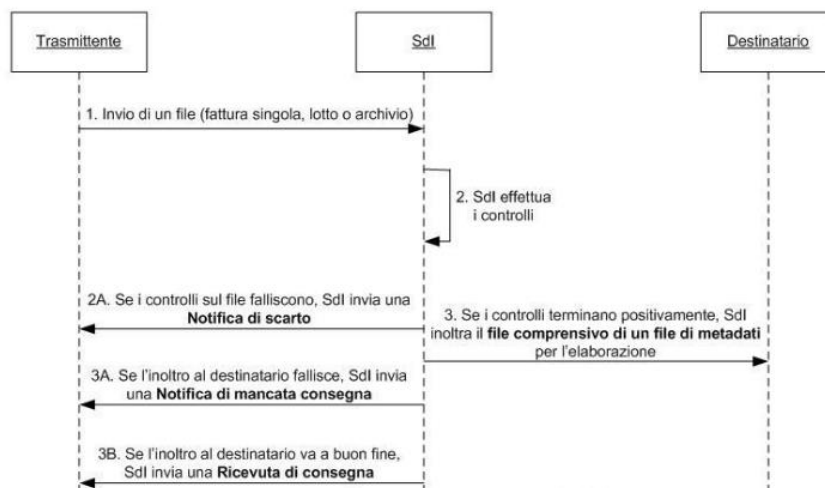 Trasmittente
SdI
Destinatario
1. Invio di un file (fattura singola, lotto o archivio)
2. SdI effettua
i controlli
2A. Se i controlli sul file falliscono, SdI invia una
Notifica di scarto
3. Se i controlli terminano positivamente, SdI
inoltra il file comprensivo di un file di metadati
per l'elaborazione
3A. Se l'inoltro al destinatario fallisce, SdI invia
una Notifica di mancata consegna
3B. Se l'inoltro al destinatario va a buon fine,
SdI invia una Ricevuta di consegna